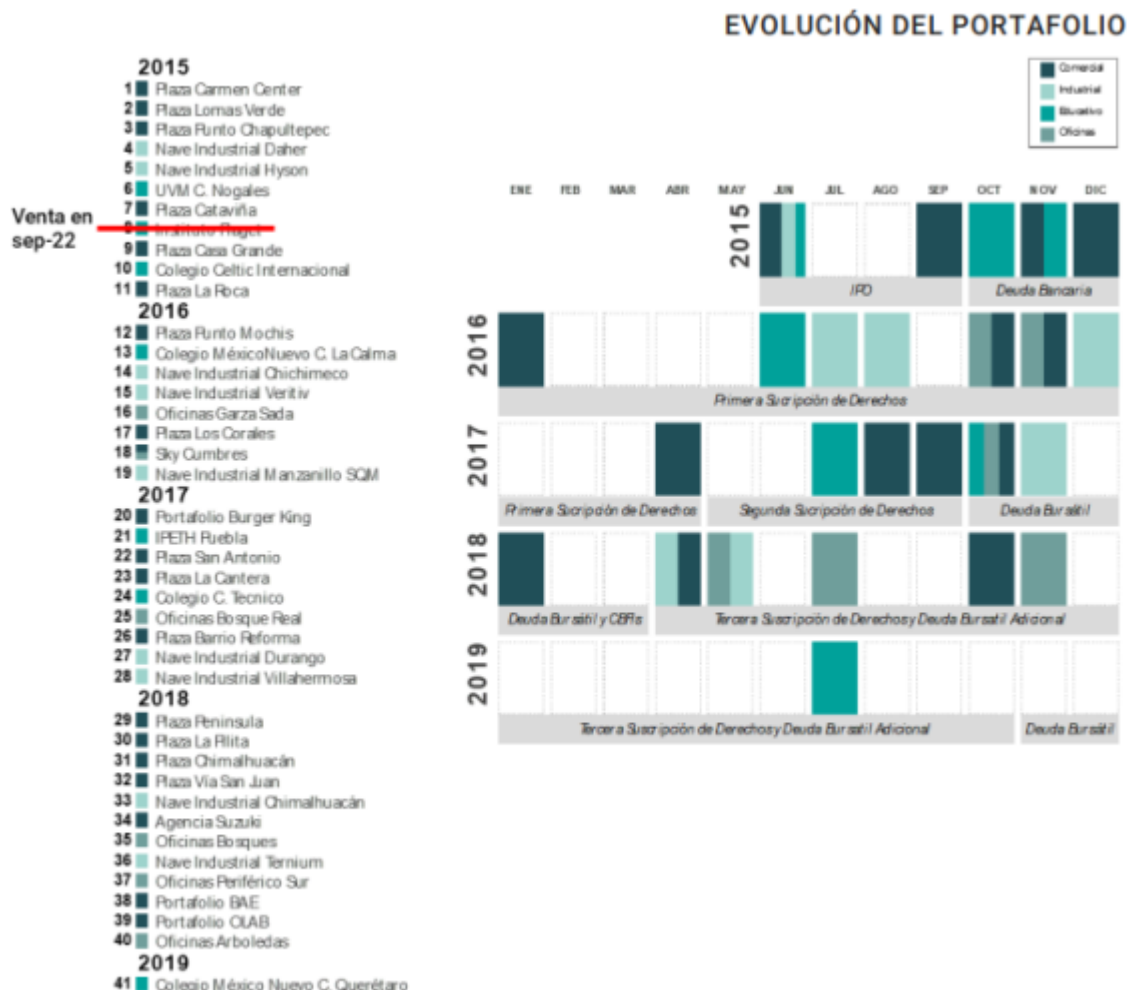 EVOLUCIÓN DEL PORTAFOLIO
Comercial
Industrial
Educativo
Oficinas
2015
1 Plaza Carmen Center
2 Plaza Lomas Verde
3 Plaza Punto Chapultepec
4 Nave Industrial Daher
5 Nave Industrial Hyson
6 UVM C. Nogales
7 Plaza Cataviña
Venta en
sep-22
8 Instituto Piaget
9 Plaza Casa Grande
10 Colegio Celtic Internacional
11 Plaza La Roca
2016
12 Plaza Punto Mochis
13 Colegio MéxicoNuevo C. La Calma
14 Nave Industrial Chichimeco
15 Nave Industrial Veritiv
16 Oficinas Garza Sada
17 Plaza Los Corales
18 Sky Cumbres
19 Nave Industrial Manzanillo SQM
2017
20 Portafolio Burger King
21 IPETH Puebla
22 Plaza San Antonio
23 Plaza La Cantera
24 Colegio C. Tecnico
25 Oficinas Bosque Real
26 Plaza Barrio Reforma
27 Nave Industrial Durango
28 Nave Industrial Villahermosa
2018
29 Plaza Peninsula
30 Plaza La Pilita
31 Plaza Chimalhuacán
32 Plaza Vía San Juan
33 Nave Industrial Chimalhuacán
34 Agencia Suzuki
35 Oficinas Bosques
36 Nave Industrial Ternium
37 Oficinas Periférico Sur
38 Portafolio BAE
39 Portafolio OLAB
40 Oficinas Arboledas
2019
41 Colegio México Nuevo C. Querétaro
ENE FEB MAR ABR MAY JUN JUL AGO SEP OCT NOV DIC
2015
IPO Deuda Bancaria
2016
Primera Sucripción de Derechos
2017
Primera Sucripción de Derechos Segunda Sucripción de Derechos Deuda Bursátil
2018
Deuda Bursátil y CBFIs Tercera Suscripción de Derechos y Deuda Bursatil Adicional
2019
Tercera Suscripción de Derechos y Deuda Bursatil Adicional Deuda Bursátil